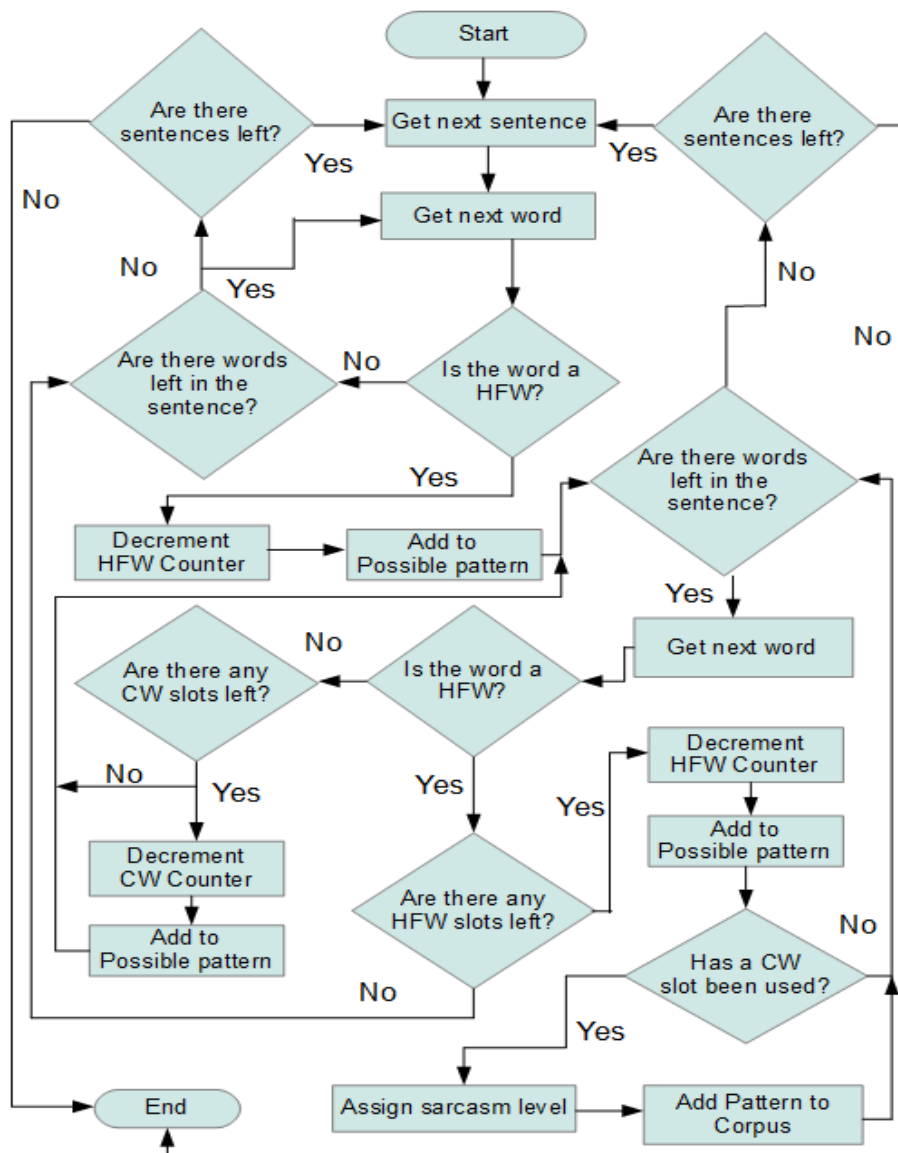 Start
Are there
sentences left?
Get next sentence
Are there
sentences left?
Yes
Yes
No
Get next word
No
Yes
No
No
Are there words
left in the
sentence?
No
Is the word a
HFW?
Yes
Are there words
left in the
sentence?
Decrement
HFW Counter
Add to
Possible pattern
Yes
No
Get next word
Are there any
CW slots left?
Is the word a
HFW?
Decrement
HFW Counter
No
Yes
Yes
Yes
Add to
Possible pattern
Decrement
CW Counter
Are there any
HFW slots left?
Add to
Possible pattern
No
No
Has a CW
slot been used?
Yes
End
Assign sarcasm level
Add Pattern to
Corpus